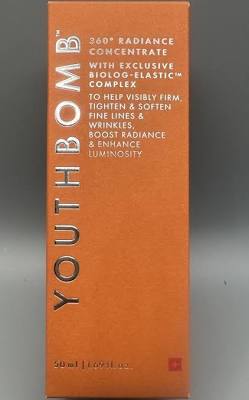 YOUTHBOMB™
360° RADIANCE
CONCENTRATE
WITH EXCLUSIVE
BIOLOG-ELASTIC™
COMPLEX
TO HELP VISIBLY FIRM,
TIGHTEN & SOFTEN
FINE LINES &
WRINKLES,
BOOST RADIANCE
& ENHANCE
LUMINOSITY
50 ml | 1.69 fl. oz.